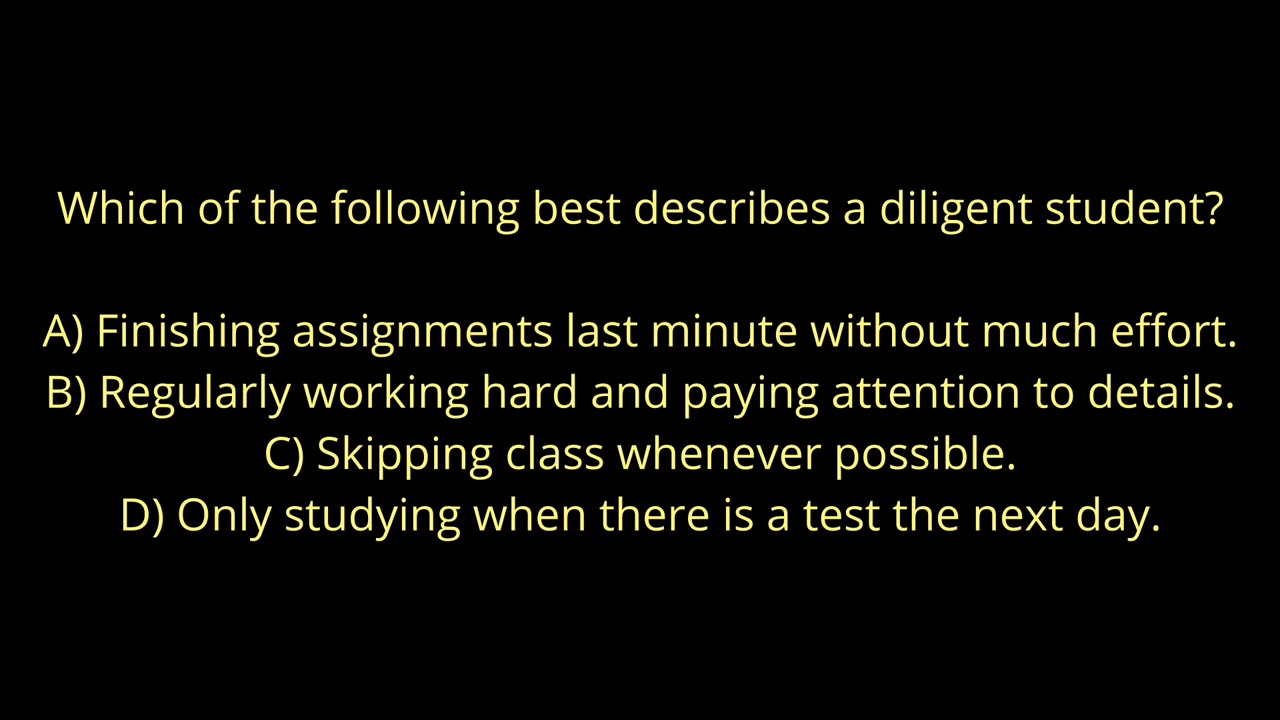 Which of the following best describes a diligent student?
A) Finishing assignments last minute without much effort.
B) Regularly working hard and paying attention to details.
C) Skipping class whenever possible.
D) Only studying when there is a test the next day.